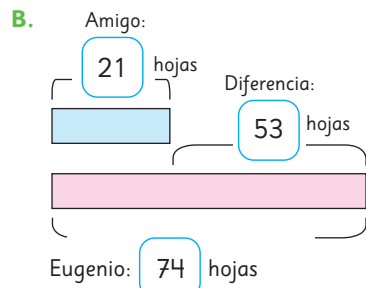 B.
Amigo:
21 hojas
Diferencia:
53 hojas
Eugenio: 74 hojas